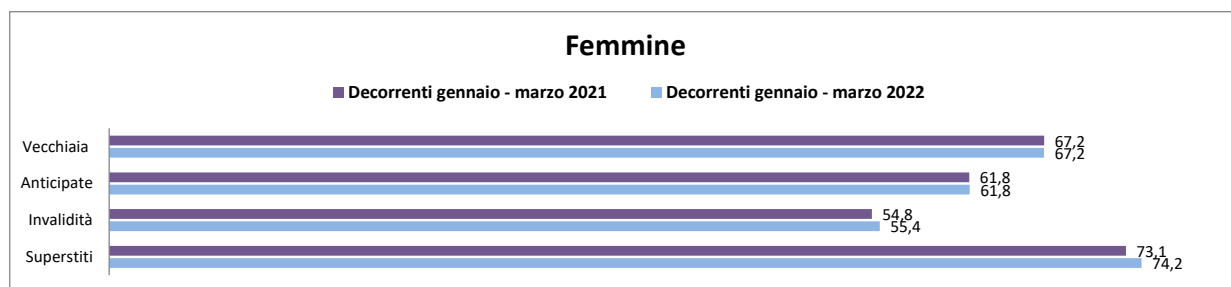 Femmine
Decorrenti gennaio - marzo 2021 Decorrenti gennaio - marzo 2022
Vecchiaia 67,2
67,2
Anticipate 61,8
61,8
Invalidità 54,8
55,4
Superstiti 73,1
74,2